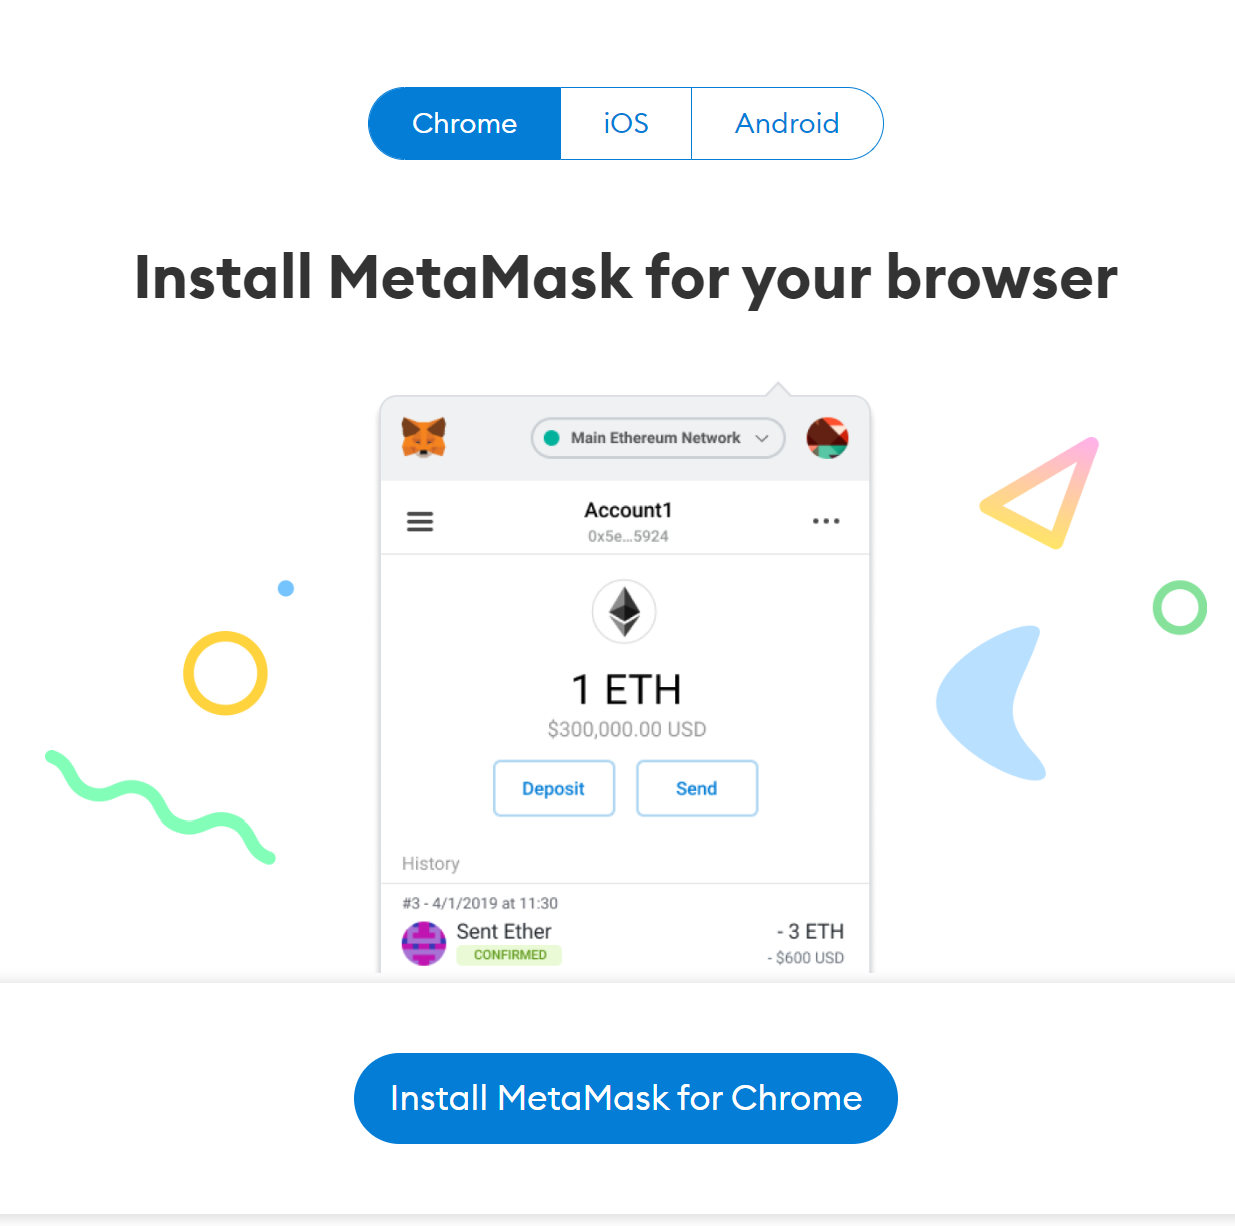 Chrome iOS Android
Install MetaMask for your browser
Main Ethereum Network
Account1
0x5e...5924
1 ETH
$300,000.00 USD
Deposit Send
History
#3 - 4/1/2019 at 11:30
Sent Ether - 3 ETH
CONFIRMED - $600 USD
Install MetaMask for Chrome